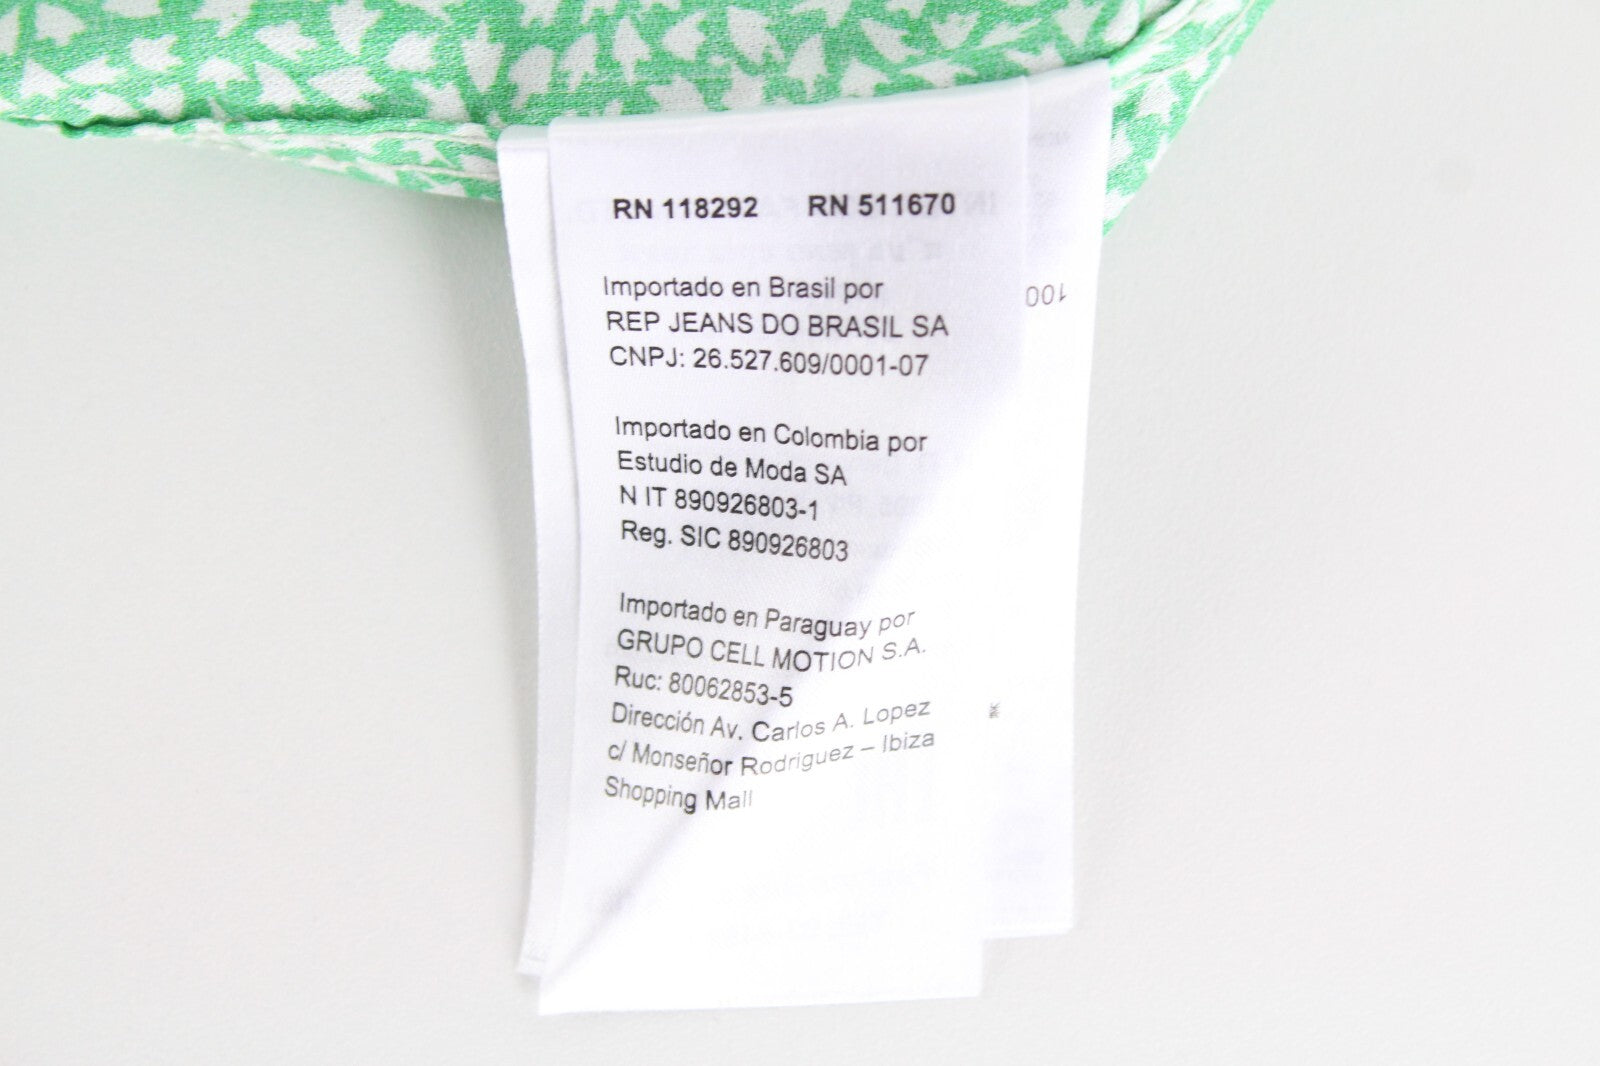 RN 118292 RN 511670
Importado en Brasil por
REP JEANS DO BRASIL SA
CNPJ: 26.527.609/0001-07
Importado en Colombia por
Estudio de Moda SA
N IT 890926803-1
Reg. SIC 890926803
Importado en Paraguay por
GRUPO CELL MOTION S.A.
Ruc: 80062853-5
Dirección Av. Carlos A. Lopez
c/ Monseñor Rodriguez – Ibiza
Shopping Mall
100